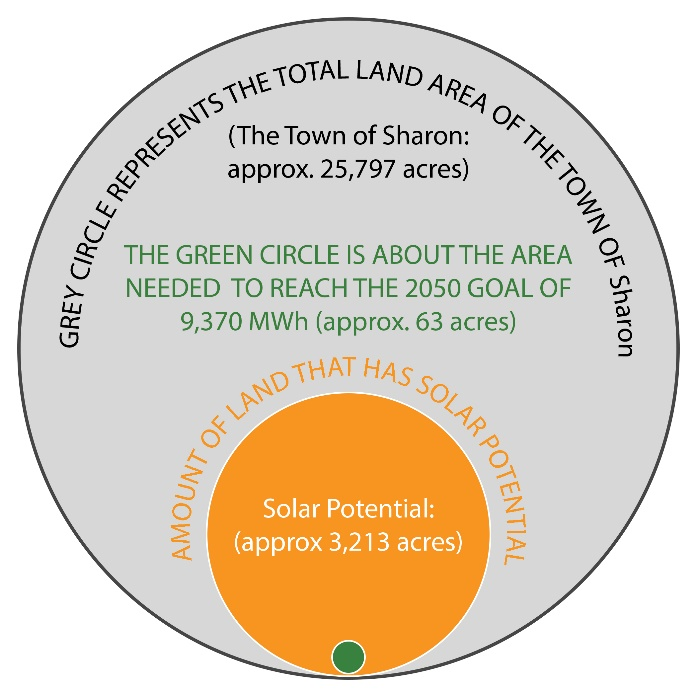 GREY CIRCLE REPRESENTS THE TOTAL LAND AREA OF THE TOWN OF Sharon
(The Town of Sharon:
approx. 25,797 acres)
THE GREEN CIRCLE IS ABOUT THE AREA
NEEDED TO REACH THE 2050 GOAL OF
9,370 MWh (approx. 63 acres)
AMOUNT OF LAND THAT HAS SOLAR POTENTIAL
Solar Potential:
(approx 3,213 acres)